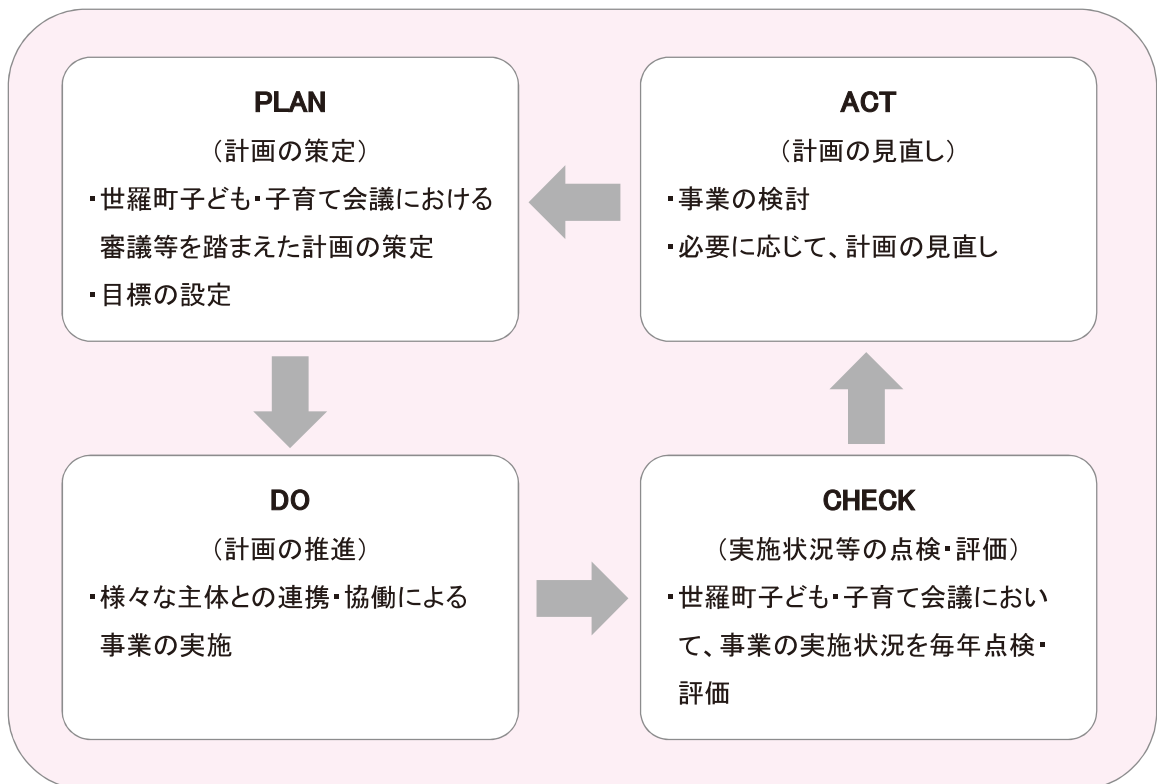 PLAN
（計画の策定）
・世羅町子ども・子育て会議における
審議等を踏まえた計画の策定
・目標の設定
ACT
（計画の見直し）
・事業の検討
・必要に応じて、計画の見直し
DO
（計画の推進）
・様々な主体との連携・協働による
事業の実施
CHECK
（実施状況等の点検・評価）
・世羅町子ども・子育て会議におい
て、事業の実施状況を毎年点検・
評価